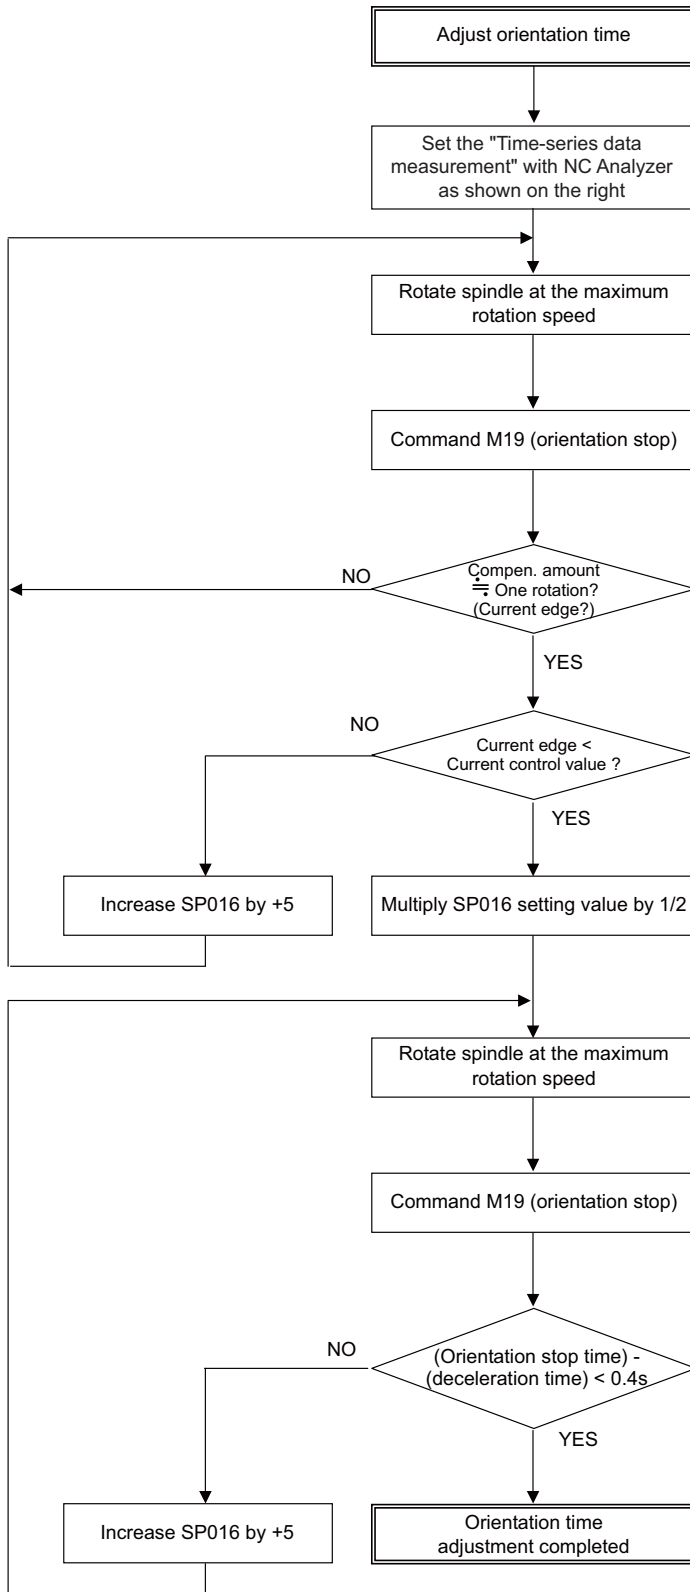 Adjust orientation time
Set the "Time-series data
measurement" with NC Analyzer
as shown on the right
Rotate spindle at the maximum
rotation speed
Command M19 (orientation stop)
Compen. amount
≒ One rotation?
(Current edge?)
NO
YES
Current edge <
Current control value ?
NO
YES
Increase SP016 by +5
Multiply SP016 setting value by 1/2
Rotate spindle at the maximum
rotation speed
Command M19 (orientation stop)
(Orientation stop time) -
(deceleration time) < 0.4s
NO
YES
Increase SP016 by +5
Orientation time
adjustment completed